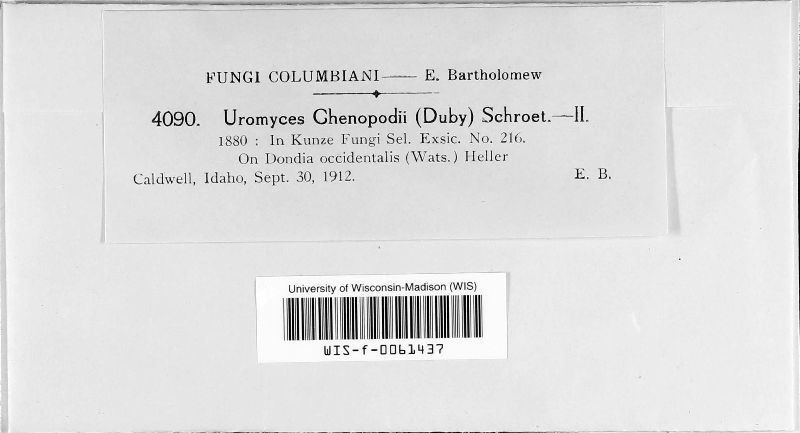 FUNGI COLUMBIANI—— E. Bartholomew
4090. Uromyces Chenopodii (Duby) Schroet.—II.
1880 : In Kunze Fungi Sel. Exsic. No. 216.
On Dondia occidentalis (Wats.) Heller
Caldwell, Idaho, Sept. 30, 1912. E. B.
University of Wisconsin-Madison (WIS)
WIS-f-0061437